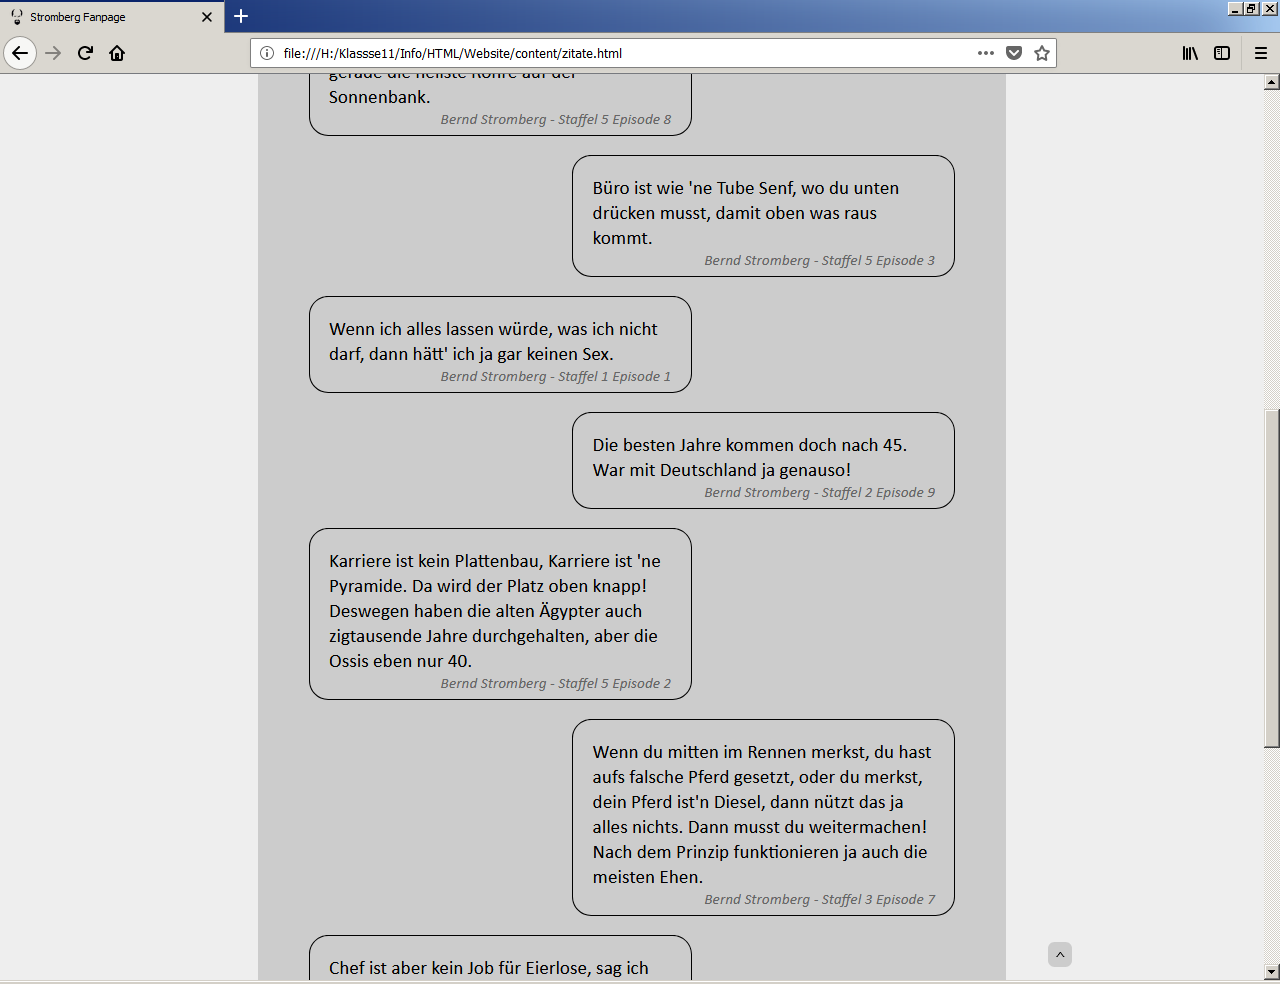 Stromberg Fanpage
file:///H:/Klassse11/Info/HTML/Website/content/zitate.html
gerade die hellste Röhre auf der
Sonnenbank.
Bernd Stromberg - Staffel 5 Episode 8
Büro ist wie 'ne Tube Senf, wo du unten
drücken musst, damit oben was raus
kommt.
Bernd Stromberg - Staffel 5 Episode 3
Wenn ich alles lassen würde, was ich nicht
darf, dann hätt' ich ja gar keinen Sex.
Bernd Stromberg - Staffel 1 Episode 1
Die besten Jahre kommen doch nach 45.
War mit Deutschland ja genauso!
Bernd Stromberg - Staffel 2 Episode 9
Karriere ist kein Plattenbau, Karriere ist 'ne
Pyramide. Da wird der Platz oben knapp!
Deswegen haben die alten Ägypter auch
zigtausende Jahre durchgehalten, aber die
Ossis eben nur 40.
Bernd Stromberg - Staffel 5 Episode 2
Wenn du mitten im Rennen merkst, du hast
aufs falsche Pferd gesetzt, oder du merkst,
dein Pferd ist'n Diesel, dann nützt das ja
alles nichts. Dann musst du weitermachen!
Nach dem Prinzip funktionieren ja auch die
meisten Ehen.
Bernd Stromberg - Staffel 3 Episode 7
Chef ist aber kein Job für Eierlose, sag ich